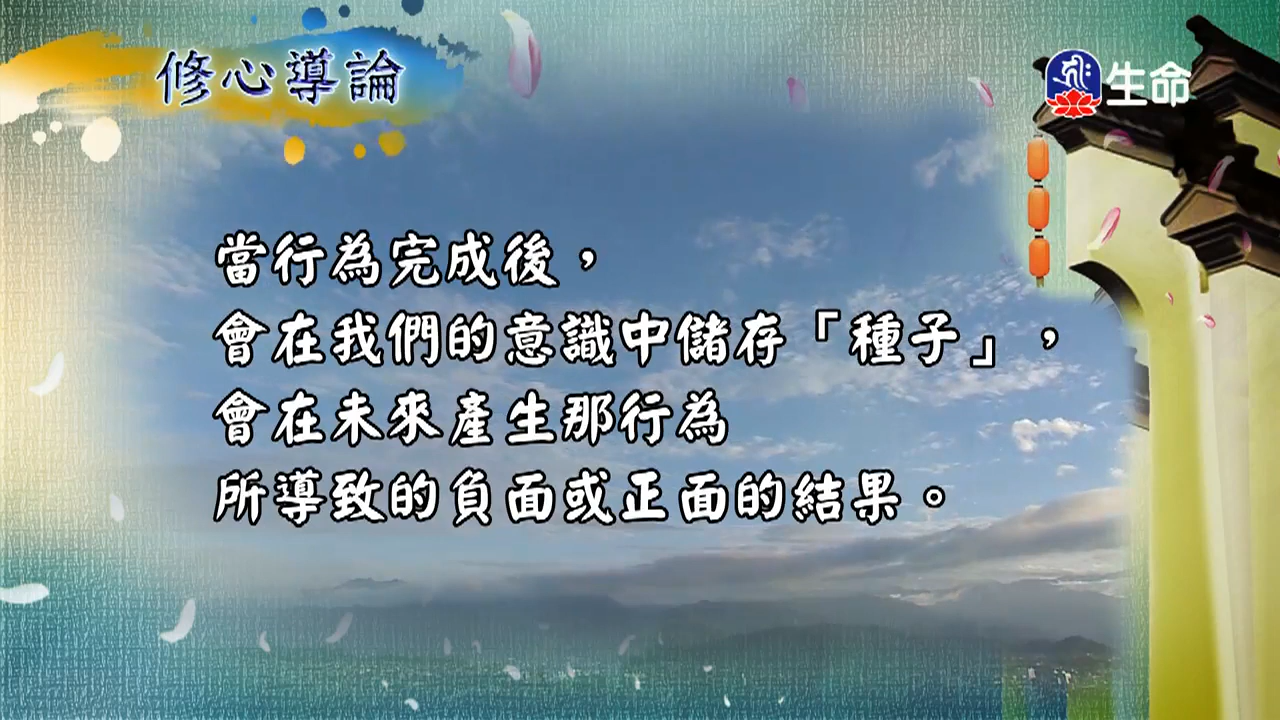 修心導論
生命
當行為完成後，
會在我們的意識中儲存「種子」，
會在未來產生那行為
所導致的負面或正面的結果。